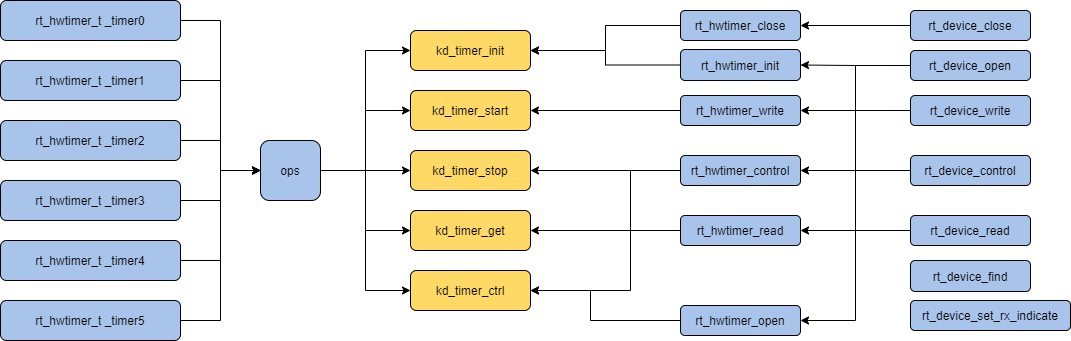 rt_hwtimer_t _timer0
rt_hwtimer_t _timer1
rt_hwtimer_t _timer2
rt_hwtimer_t _timer3
rt_hwtimer_t _timer4
rt_hwtimer_t _timer5
ops
kd_timer_init
kd_timer_start
kd_timer_stop
kd_timer_get
kd_timer_ctrl
rt_hwtimer_close
rt_hwtimer_init
rt_hwtimer_write
rt_hwtimer_control
rt_hwtimer_read
rt_hwtimer_open
rt_device_close
rt_device_open
rt_device_write
rt_device_control
rt_device_read
rt_device_find
rt_device_set_rx_indicate